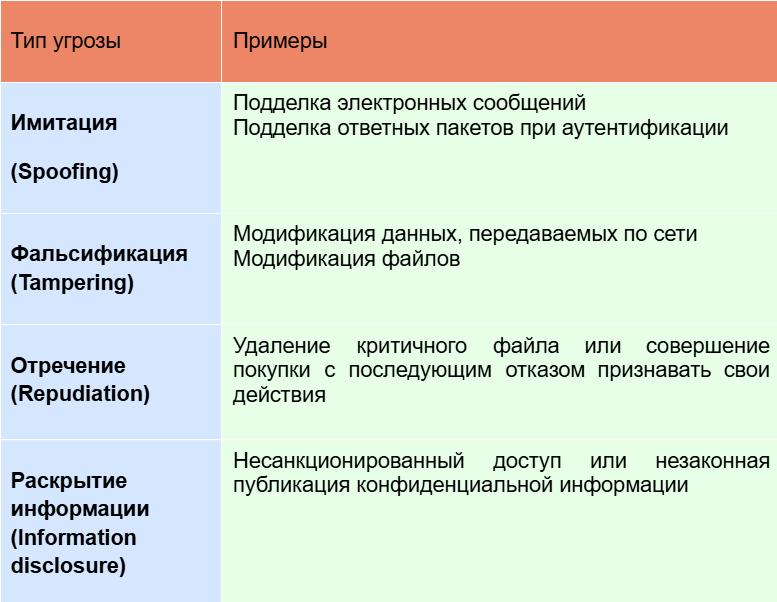 Тип угрозы
Примеры
Имитация
(Spoofing)
Подделка электронных сообщений
Подделка ответных пакетов при аутентификации
Фальсификация
(Tampering)
Модификация данных, передаваемых по сети
Модификация файлов
Отречение
(Repudiation)
Удаление критичного файла или совершение
покупки с последующим отказом признавать свои
действия
Раскрытие
информации
(Information
disclosure)
Несанкционированный доступ или незаконная
публикация конфиденциальной информации